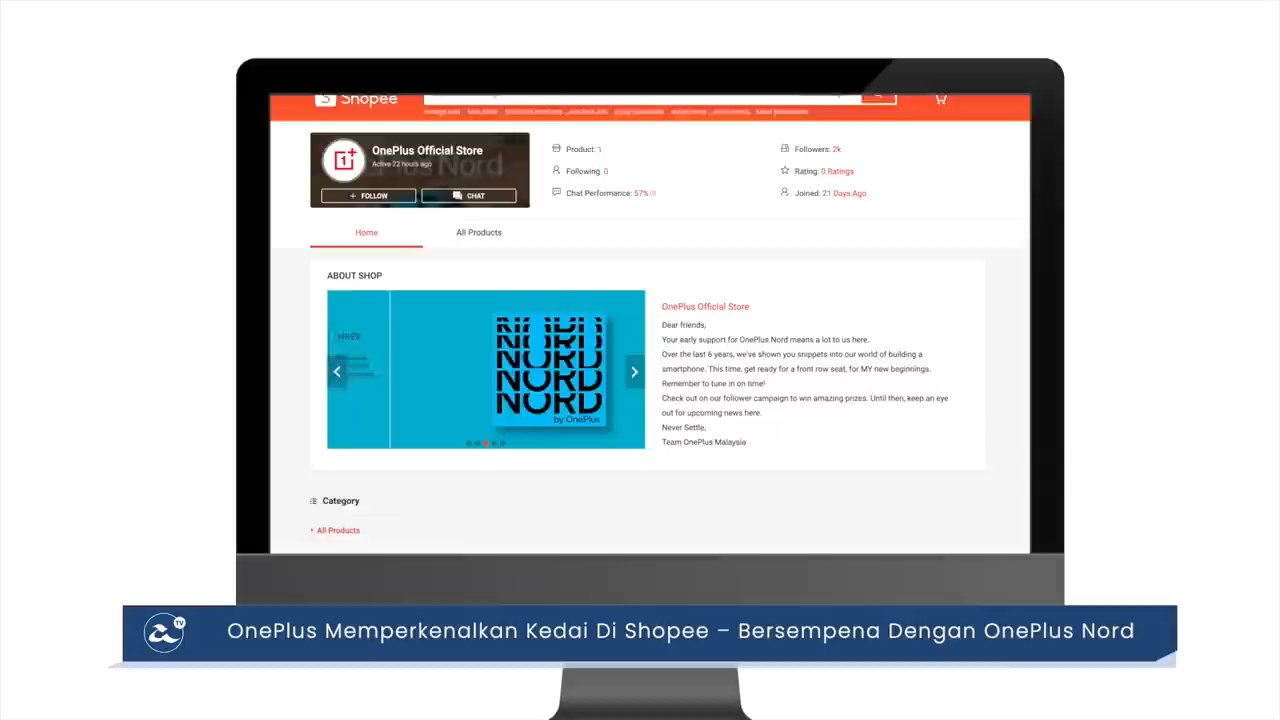 Shopee
OnePlus Official Store
Active 22 hours ago
+ FOLLOW
CHAT
Product: 1
Following 0
Chat Performance: 57%
Followers: 2k
Rating: 0 Ratings
Joined: 21 Days Ago
Home
All Products
ABOUT SHOP
NORD
NORD
NORD
NORD
NORD
by OnePlus
OnePlus Official Store
Dear friends,
Your early support for OnePlus Nord means a lot to us here.
Over the last 6 years, we've shown you snippets into our world of building a
smartphone. This time, get ready for a front row seat, for MY new beginnings.
Remember to tune in on time!
Check out on our follower campaign to win amazing prizes. Until then, keep an eye
out for upcoming news here.
Never Settle,
Team OnePlus Malaysia
Category
All Products
TV
OnePlus Memperkenalkan Kedai Di Shopee – Bersempena Dengan OnePlus Nord